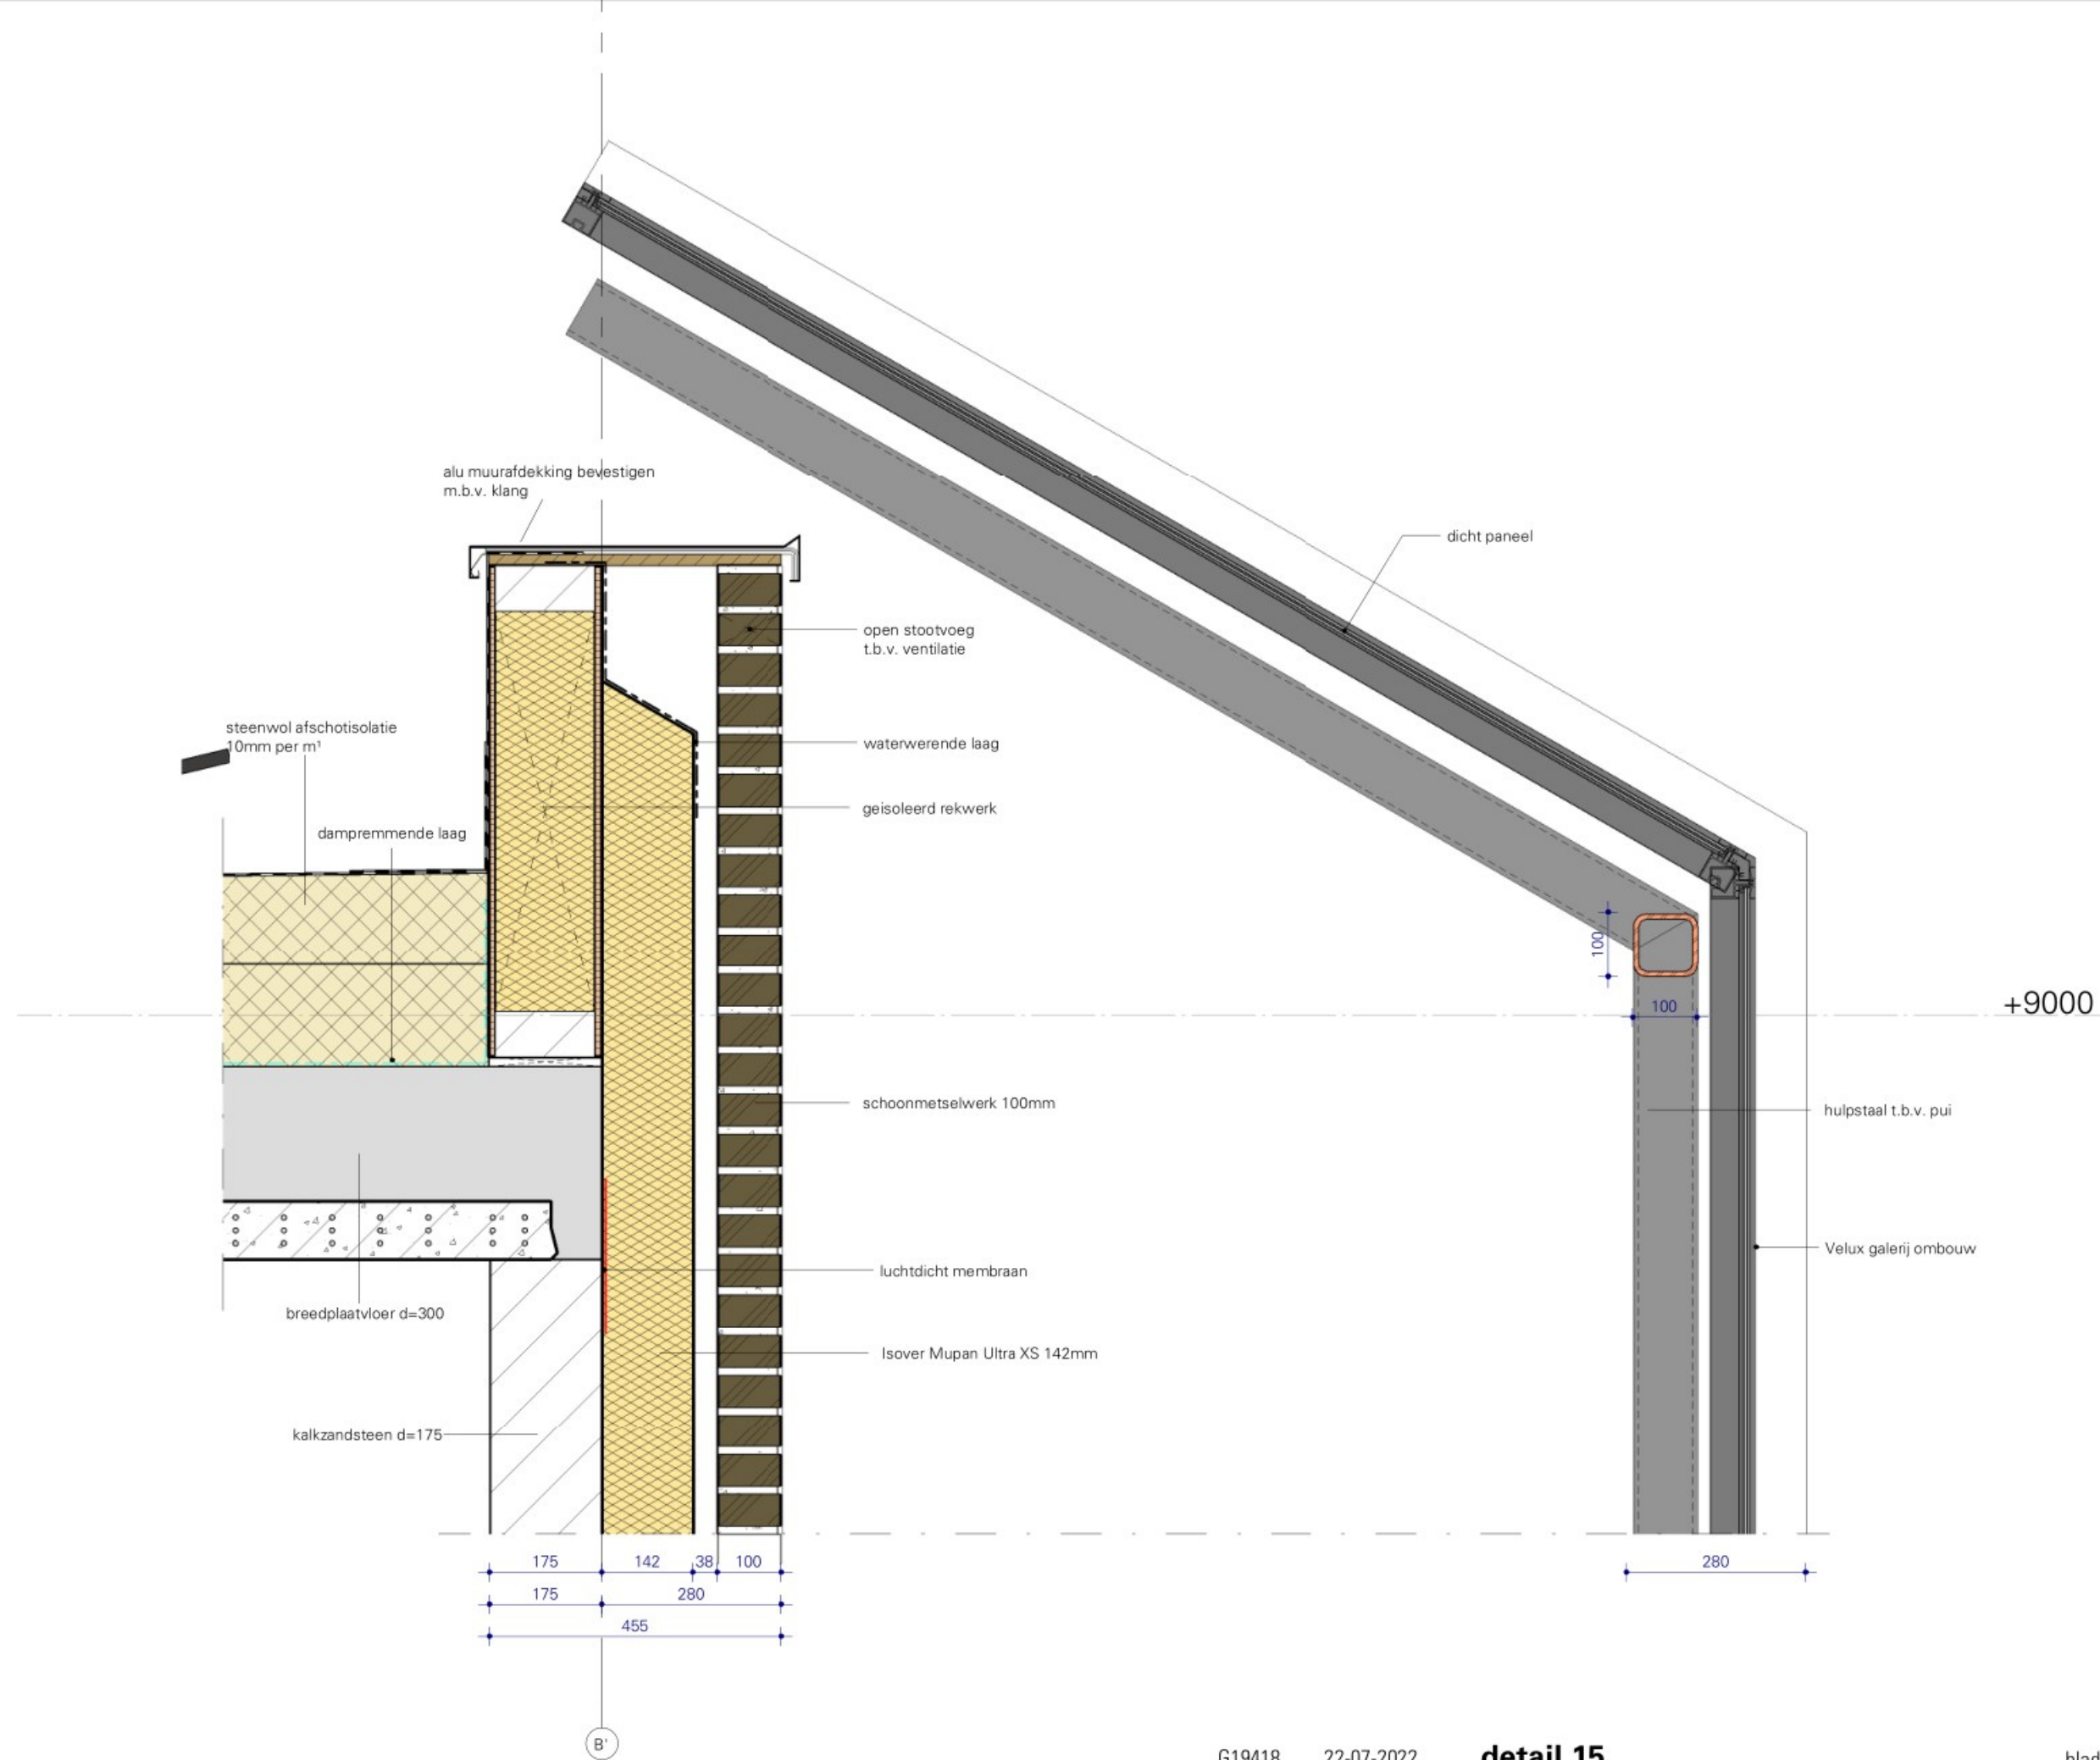 alu muurafdekking bevestigen
m.b.v. klang
dicht paneel
open stootvoeg
t.b.v. ventilatie
steenwol afschotisolatie
10mm per m¹
waterwerende laag
geisoleerd rekwerk
dampremmende laag
100
100
+9000
schoonmetselwerk 100mm
hulpstaal t.b.v. pui
Velux galerij ombouw
luchtdicht membraan
breedplaatvloer d=300
Isover Mupan Ultra XS 142mm
kalkzandsteen d=175
175 142 38 100
280
175 280
455
B'
G19418 22-07-2022 detail 15